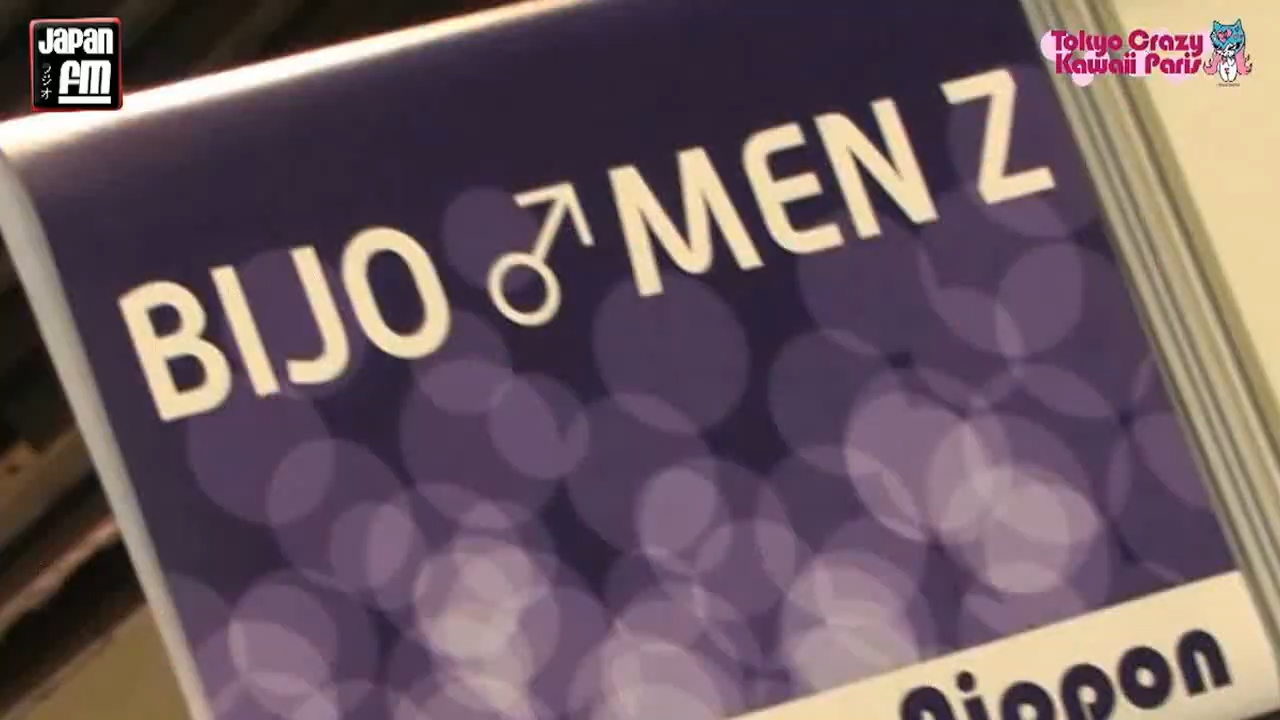 Japan
FM
ラジオ
Tokyo Crazy
Kawaii Paris
BIJO♂MEN Z
Nippon